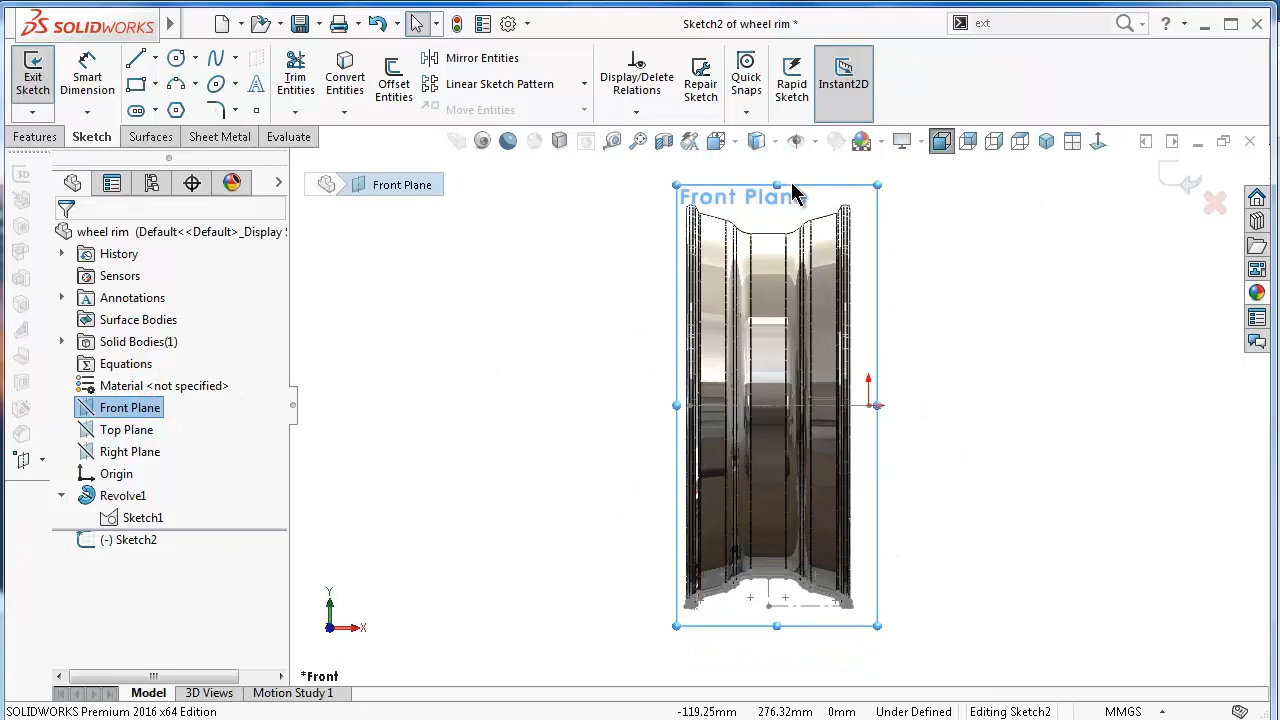 SOLIDWORKS
Sketch2 of wheel rim *
ext
Exit Sketch
Smart Dimension
Trim Entities
Convert Entities
Offset Entities
Mirror Entities
Linear Sketch Pattern
Move Entities
Display/Delete Relations
Repair Sketch
Quick Snaps
Rapid Sketch
Instant2D
Features
Sketch
Surfaces
Sheet Metal
Evaluate
Front Plane
Front Plane
wheel rim (Default<<Default>_Display S
History
Sensors
Annotations
Surface Bodies
Solid Bodies(1)
Equations
Material <not specified>
Front Plane
Top Plane
Right Plane
Origin
Revolve1
Sketch1
(-) Sketch2
Y
X
*Front
Model
3D Views
Motion Study 1
SOLIDWORKS Premium 2016 x64 Edition
-119.25mm
276.32mm
0mm
Under Defined
Editing Sketch2
MMGS